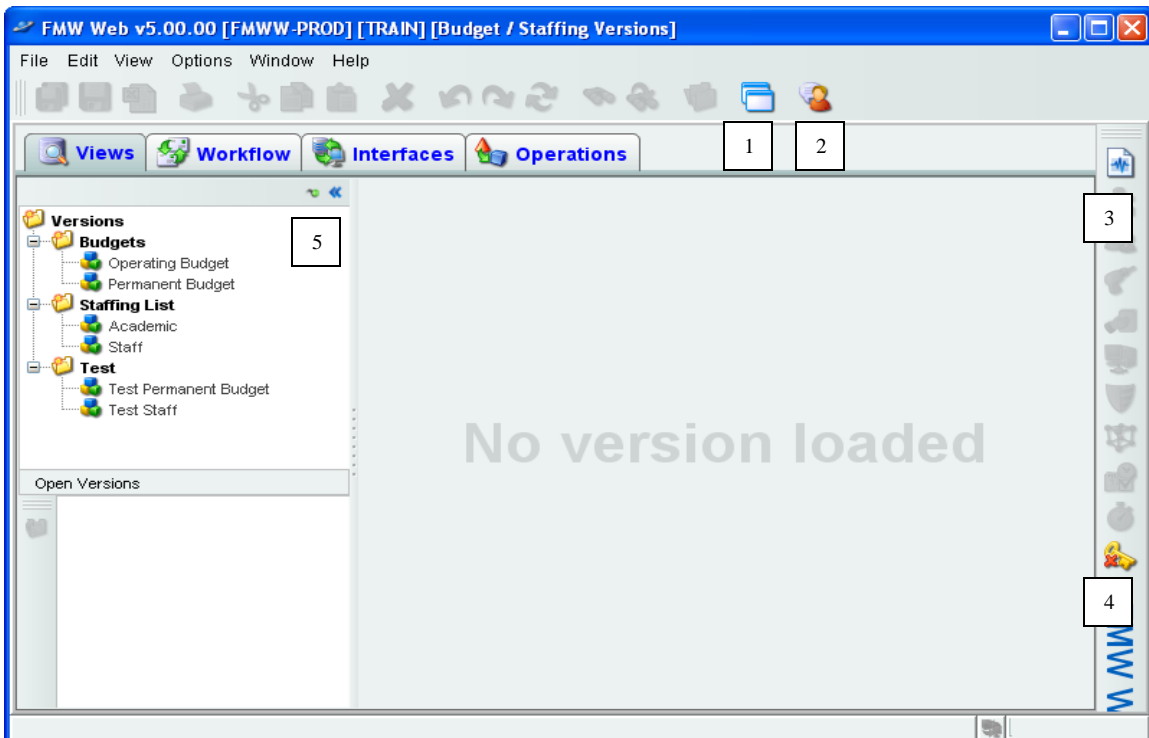 FMW Web v5.00.00 [FMWW-PROD] [TRAIN] [Budget / Staffing Versions]
File Edit View Options Window Help
1 2
Views Workflow Interfaces Operations
3
5
Versions
Budgets
Operating Budget
Permanent Budget
Staffing List
Academic
Staff
Test
Test Permanent Budget
Test Staff
No version loaded
Open Versions
4
MW W